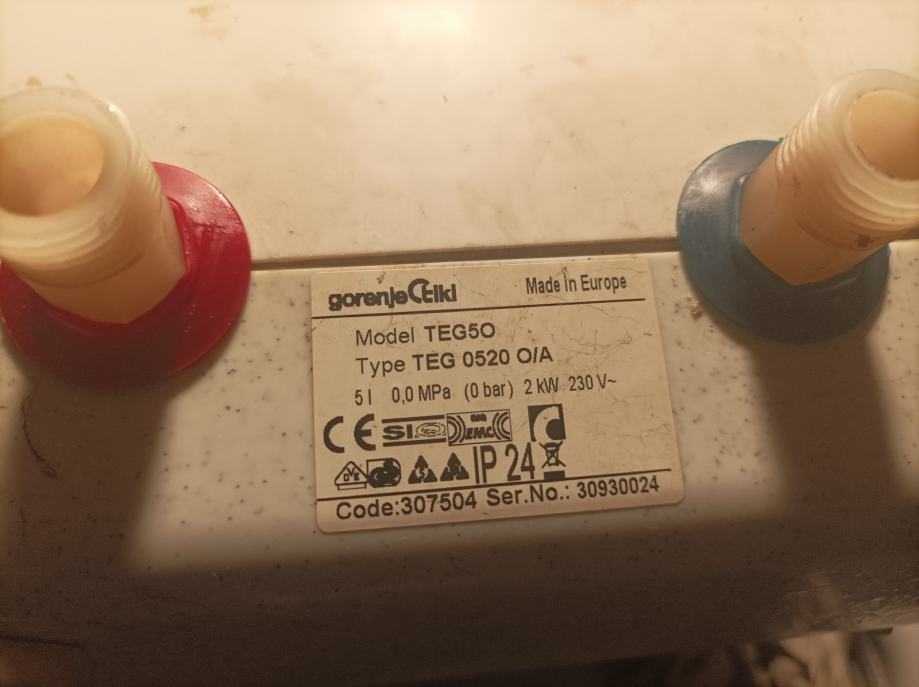 gorenje Tiki
Made In Europe
Model TEG5O
Type TEG 0520 O/A
5 l 0,0 MPa (0 bar) 2 kW 230 V~
CE SI EMC
IP 24
Code:307504 Ser.No.: 30930024